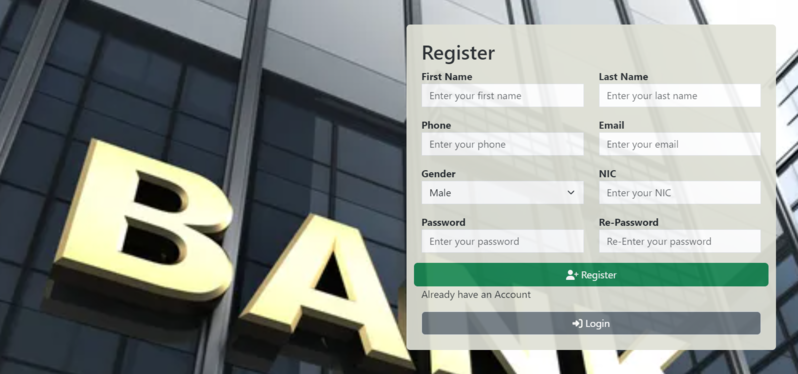 Register
First Name Last Name
Enter your first name Enter your last name
Phone Email
Enter your phone Enter your email
Gender NIC
Male Enter your NIC
Password Re-Password
Enter your password Re-Enter your password
Register
Already have an Account
Login
BANK